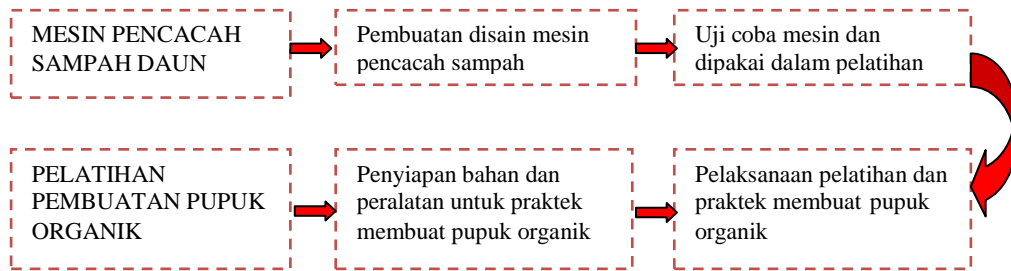 MESIN PENCACAH
SAMPAH DAUN
Pembuatan disain mesin
pencacah sampah
Uji coba mesin dan
dipakai dalam pelatihan
PELATIHAN
PEMBUATAN PUPUK
ORGANIK
Penyiapan bahan dan
peralatan untuk praktek
membuat pupuk organik
Pelaksanaan pelatihan dan
praktek membuat pupuk
organik